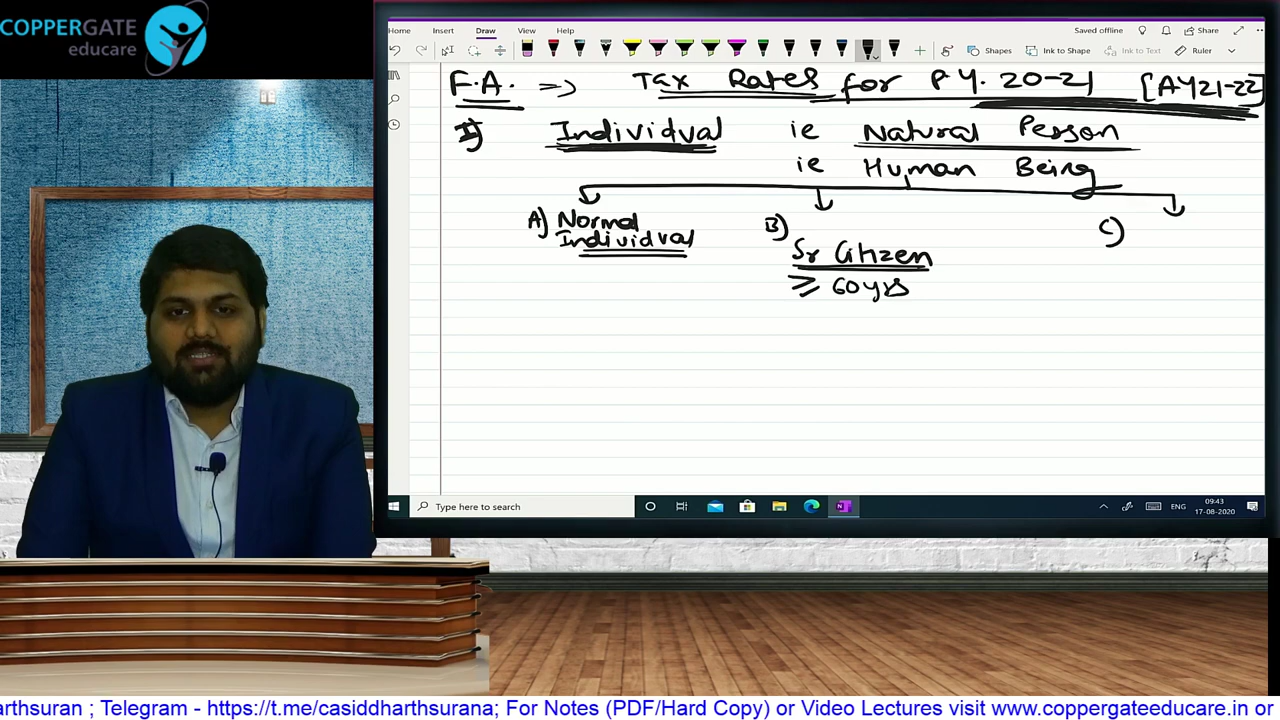 COPPERGATE
educare
Home Insert Draw View Help
Saved offline Share
Shapes Ink to Shape Ink to Text Ruler
F.A. => Tax Rates for P.Y. 20-21 [AY21-22]
I) Individual ie Natural Person
ie Human Being
A) Normal Individual
B) Sr Citizen
≥ 60yrs
C)
Type here to search
ENG
09:43
17-08-2020
arthsuran ; Telegram - https://t.me/casiddharthsurana; For Notes (PDF/Hard Copy) or Video Lectures visit www.coppergateeducare.in or